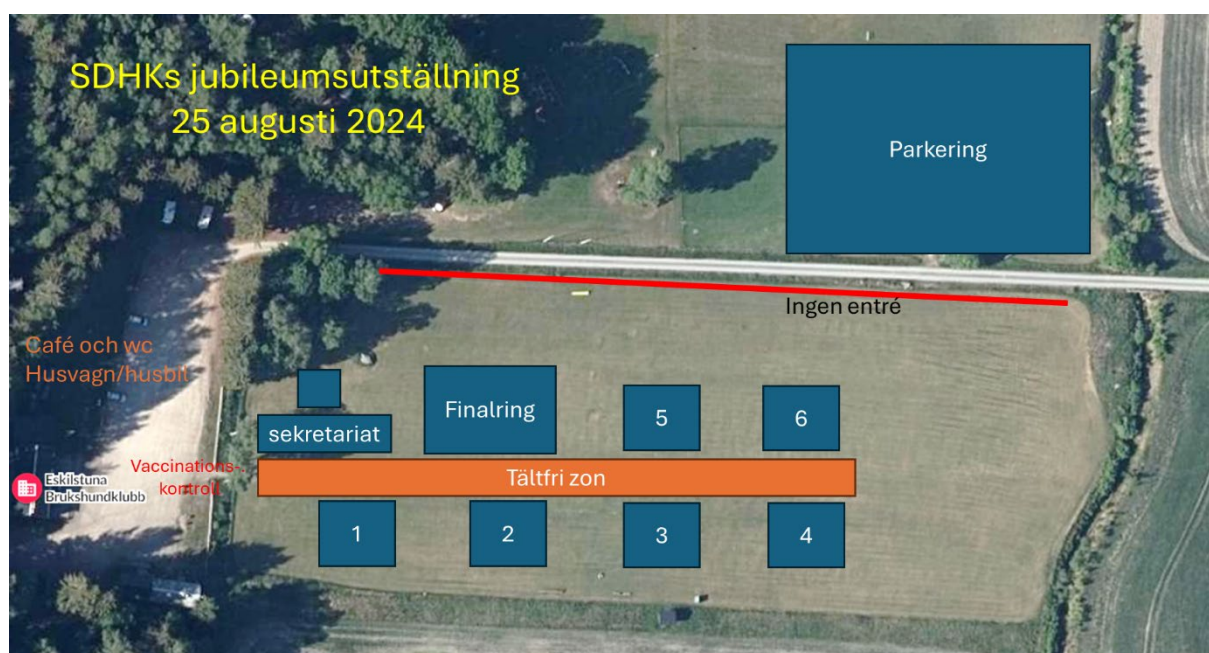 SDHKs jubileumsutställning
25 augusti 2024
Parkering
Ingen entré
Café och wc
Husvagn/husbil
Finalring
5
6
sekretariat
Vaccinations-
kontroll
Eskilstuna
Brukshundklubb
Tältfri zon
1
2
3
4